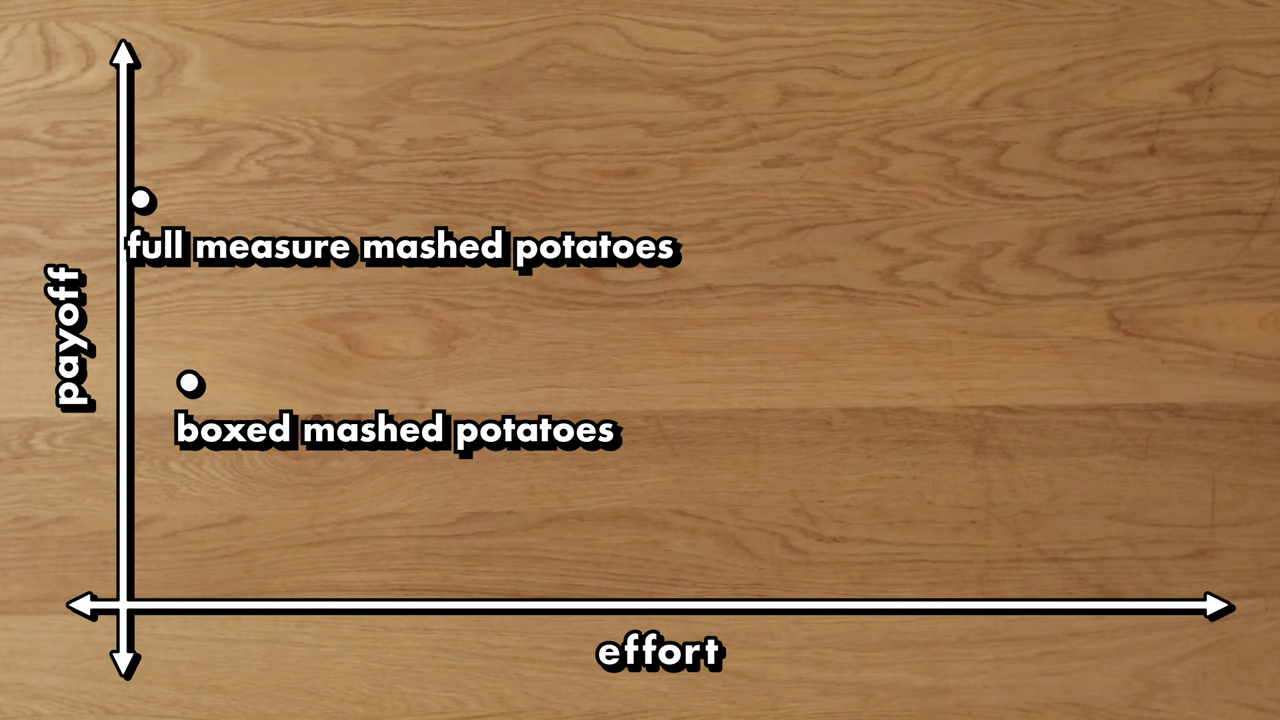 full measure mashed potatoes
payoff
boxed mashed potatoes
effort